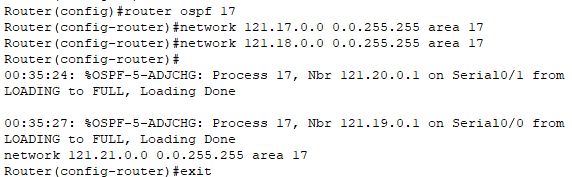 Router(config)#router ospf 17
Router(config-router)#network 121.17.0.0 0.0.255.255 area 17
Router(config-router)#network 121.18.0.0 0.0.255.255 area 17
Router(config-router)#
00:35:24: %OSPF-5-ADJCHG: Process 17, Nbr 121.20.0.1 on Serial0/1 from
LOADING to FULL, Loading Done
00:35:27: %OSPF-5-ADJCHG: Process 17, Nbr 121.19.0.1 on Serial0/0 from
LOADING to FULL, Loading Done
network 121.21.0.0 0.0.255.255 area 17
Router(config-router)#exit